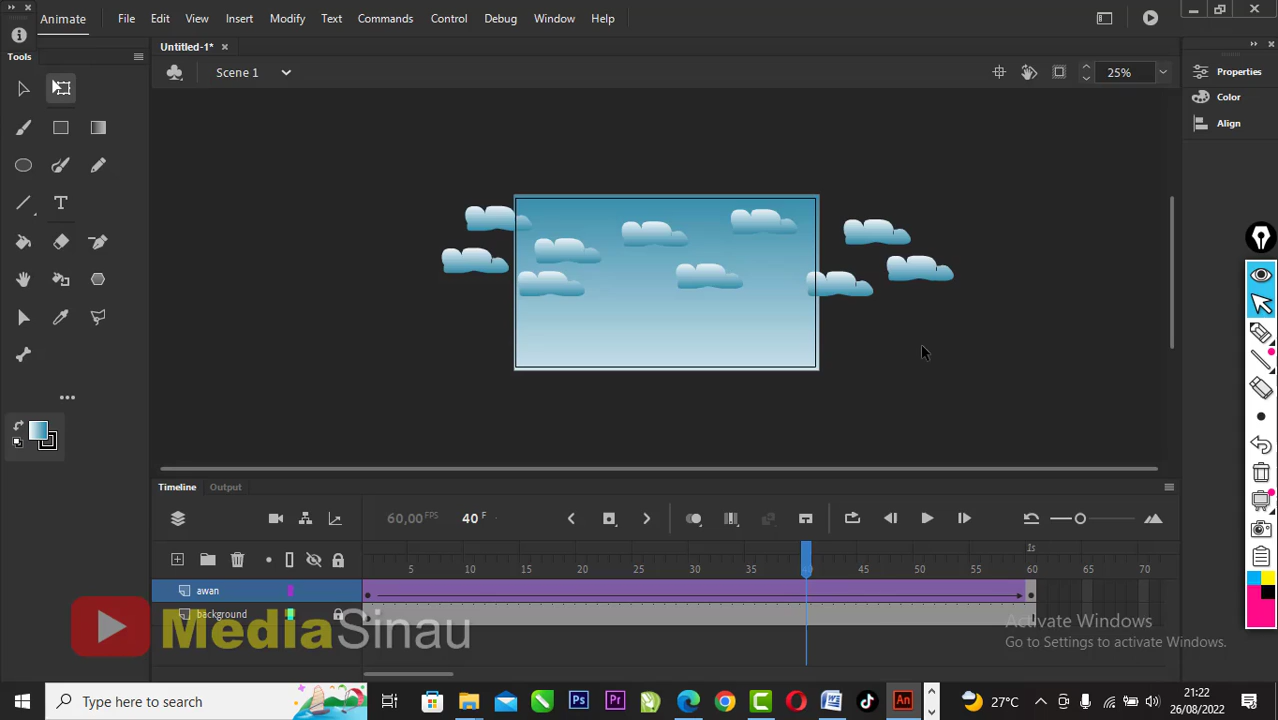 Animate File Edit View Insert Modify Text Commands Control Debug Window Help
Tools
Untitled-1*
Scene 1
25%
Properties
Color
Align
Timeline Output
60,00 FPS 40 F
1s
5 10 15 20 25 30 35 40 45 50 55 60 65 70
awan
background
MediaSinau
Activate Windows
Go to Settings to activate Windows.
Type here to search
27°C
21:22
26/08/2022